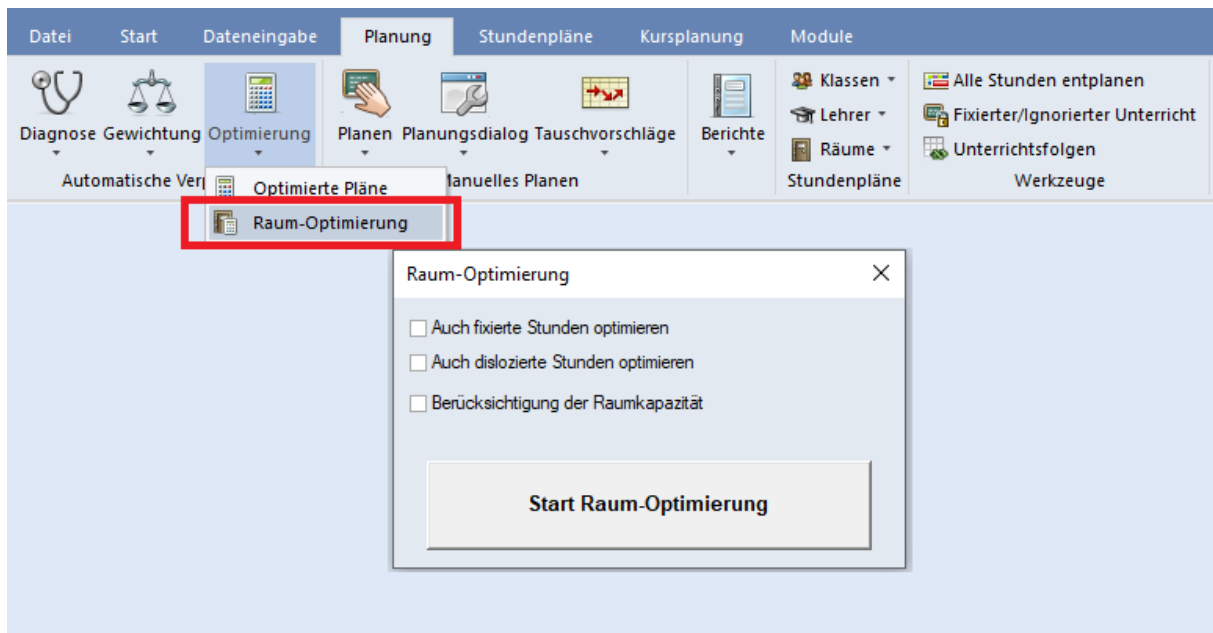 Datei Start Dateneingabe Planung Stundenpläne Kursplanung Module
Diagnose Gewichtung Optimierung Planen Planungsdialog Tauschvorschläge Berichte
Klassen
Lehrer
Räume
Stundenpläne
Alle Stunden entplanen
Fixierter/Ignorierter Unterricht
Unterrichtsfolgen
Werkzeuge
Automatische Ver
Manuelles Planen
Optimierte Pläne
Raum-Optimierung
Raum-Optimierung
Auch fixierte Stunden optimieren
Auch dislozierte Stunden optimieren
Berücksichtigung der Raumkapazität
Start Raum-Optimierung